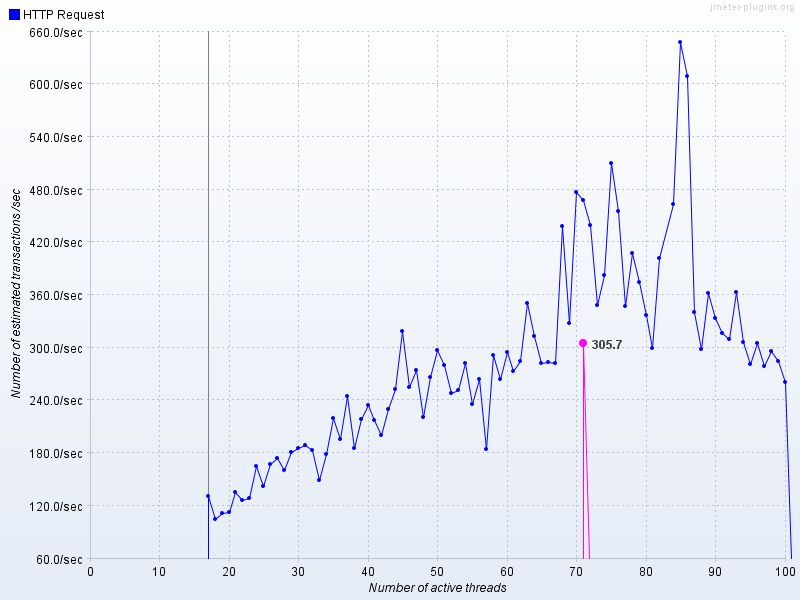 jmeter-plugins.org
HTTP Request
660.0/sec
600.0/sec
540.0/sec
480.0/sec
420.0/sec
360.0/sec
300.0/sec
240.0/sec
180.0/sec
120.0/sec
60.0/sec
Number of estimated transactions /sec
305.7
0 10 20 30 40 50 60 70 80 90 100
Number of active threads